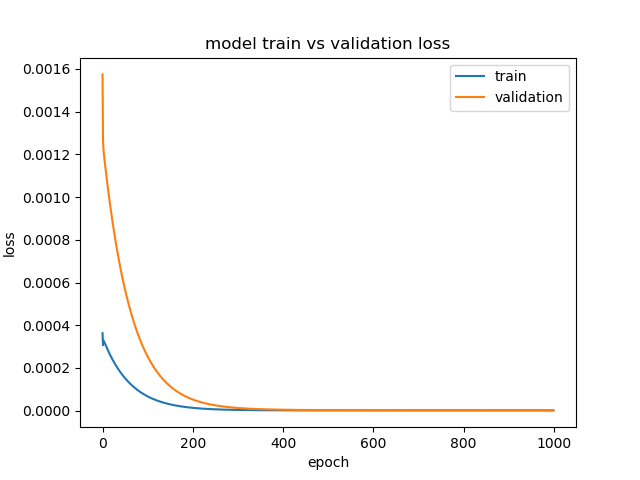 model train vs validation loss
0.0016
0.0014
0.0012
0.0010
0.0008
0.0006
0.0004
0.0002
0.0000
loss
train
validation
0 200 400 600 800 1000
epoch